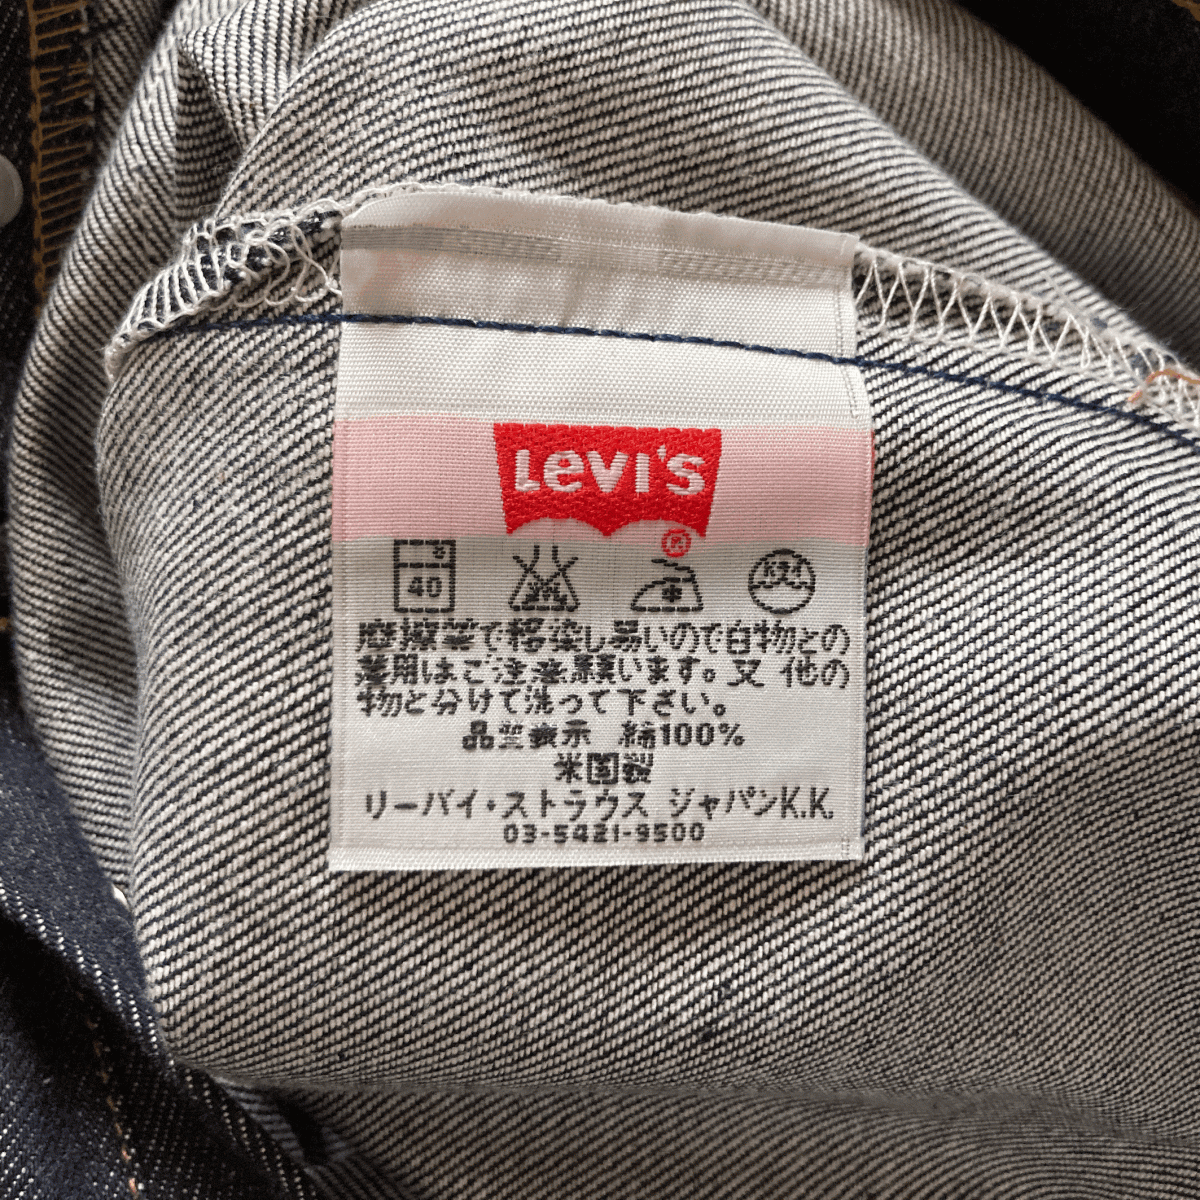 LEVI'S
®
40
ドライ
摩擦等で移染し易いので白物との
着用はご注意願います。又 他の
物と分けて洗って下さい。
品質表示 綿100%
米国製
リーバイ・ストラウス ジャパンK.K.
03-5421-9500